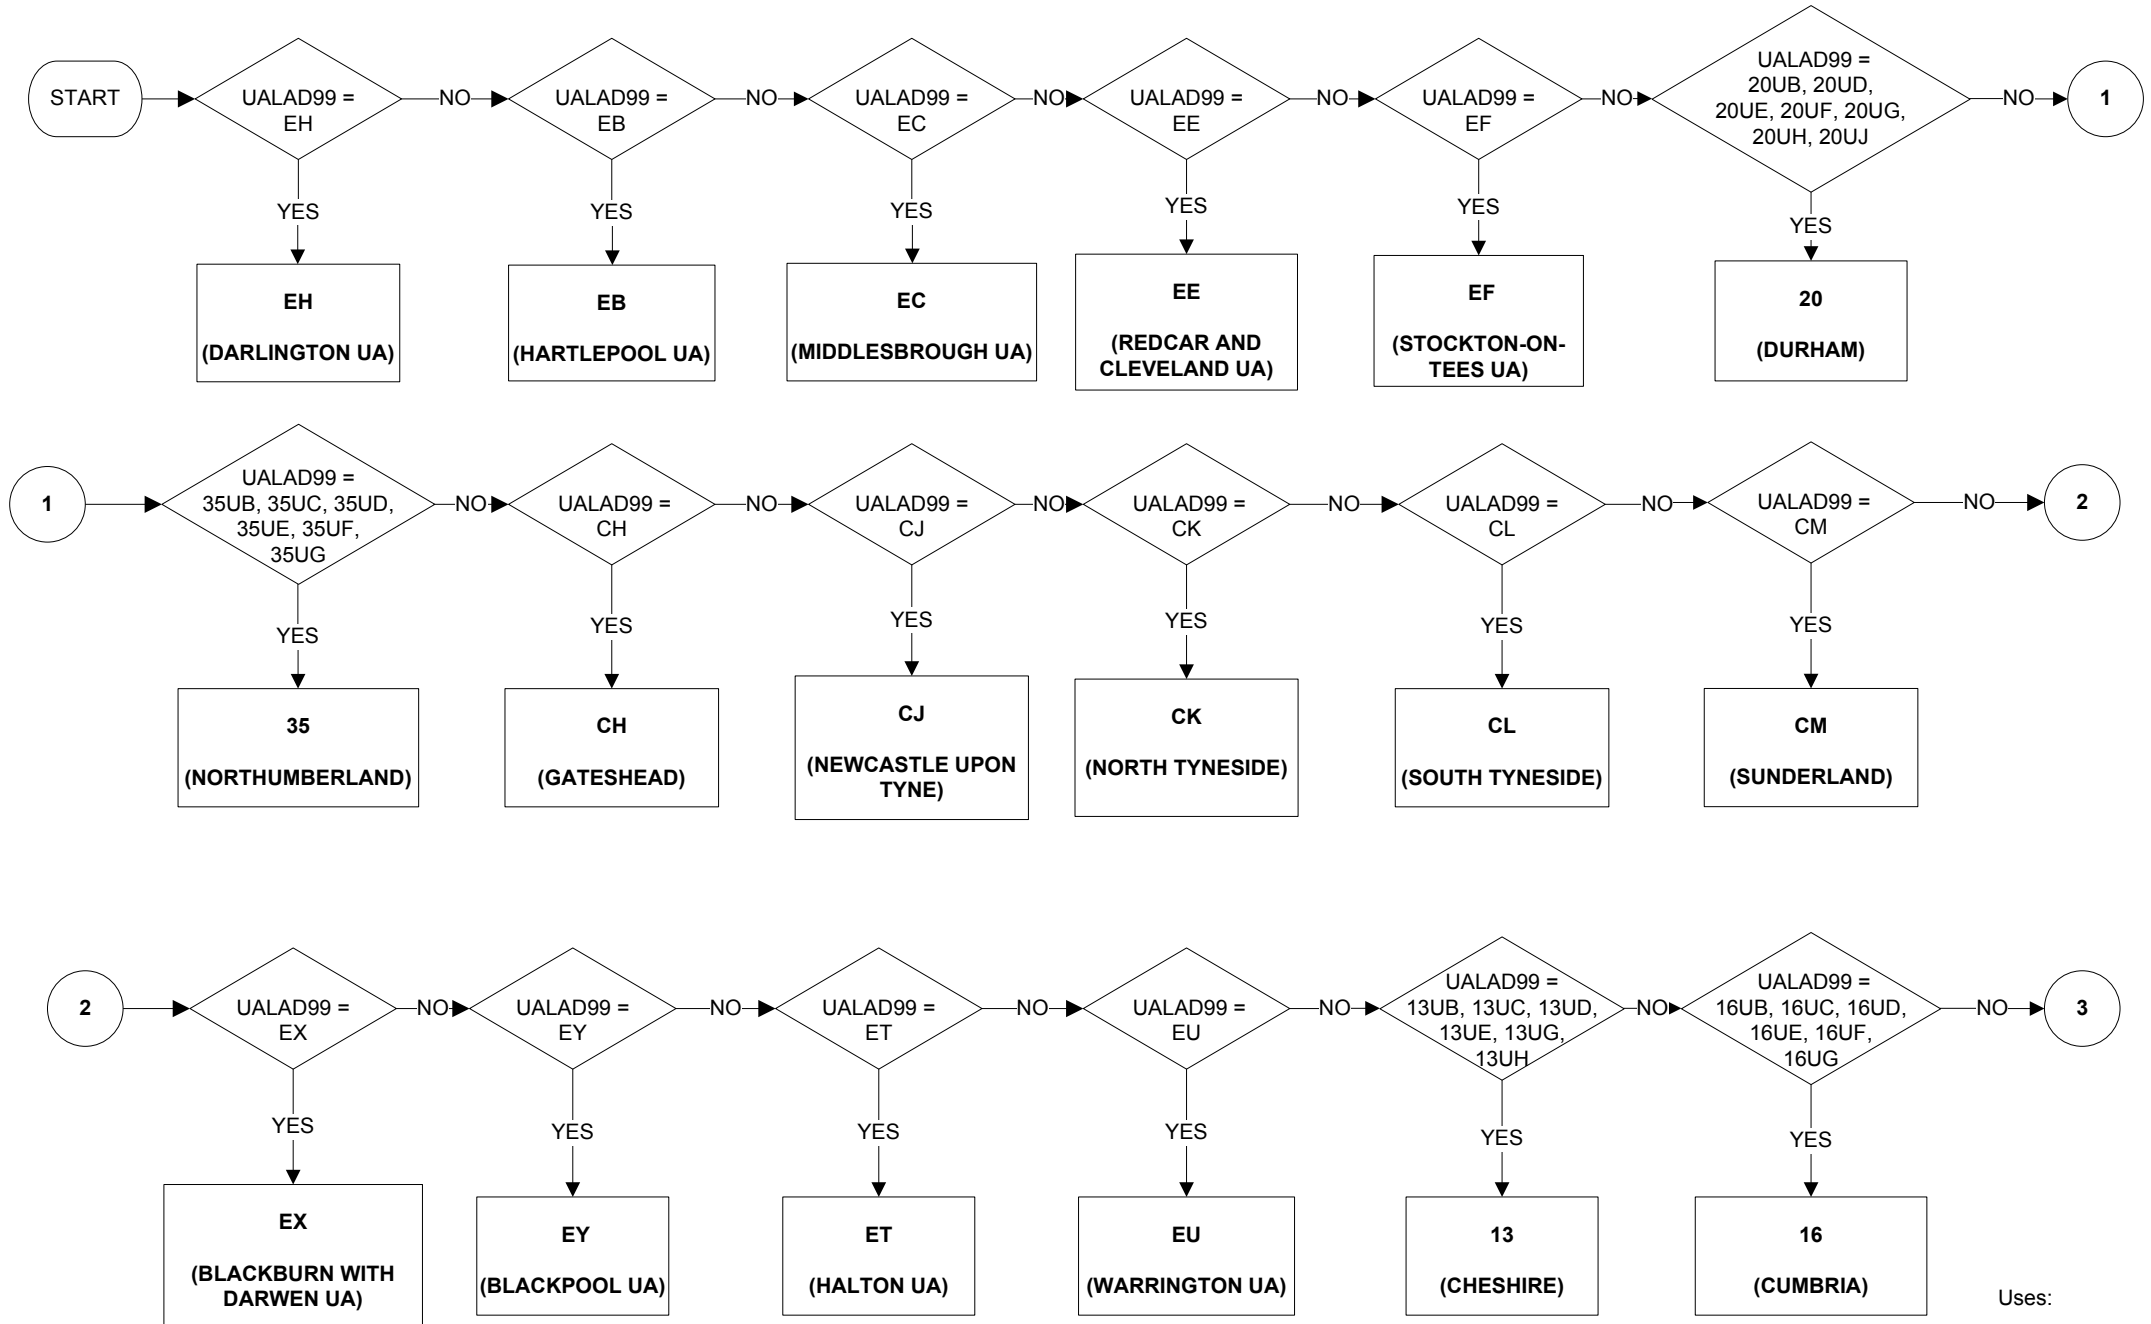 START
UALAD99 =
EH
NO
UALAD99 =
EB
NO
UALAD99 =
EC
NO
UALAD99 =
EE
NO
UALAD99 =
EF
NO
UALAD99 =
20UB, 20UD,
20UE, 20UF, 20UG,
20UH, 20UJ
NO
1
YES
YES
YES
YES
YES
YES
EH
(DARLINGTON UA)
EB
(HARTLEPOOL UA)
EC
(MIDDLESBROUGH UA)
EE
(REDCAR AND
CLEVELAND UA)
EF
(STOCKTON-ON-
TEES UA)
20
(DURHAM)
1
UALAD99 =
35UB, 35UC, 35UD,
35UE, 35UF,
35UG
NO
UALAD99 =
CH
NO
UALAD99 =
CJ
NO
UALAD99 =
CK
NO
UALAD99 =
CL
NO
UALAD99 =
CM
NO
2
YES
YES
YES
YES
YES
YES
35
(NORTHUMBERLAND)
CH
(GATESHEAD)
CJ
(NEWCASTLE UPON
TYNE)
CK
(NORTH TYNESIDE)
CL
(SOUTH TYNESIDE)
CM
(SUNDERLAND)
2
UALAD99 =
EX
NO
UALAD99 =
EY
NO
UALAD99 =
ET
NO
UALAD99 =
EU
NO
UALAD99 =
13UB, 13UC, 13UD,
13UE, 13UG,
13UH
NO
UALAD99 =
16UB, 16UC, 16UD,
16UE, 16UF,
16UG
NO
3
YES
YES
YES
YES
YES
YES
EX
(BLACKBURN WITH
DARWEN UA)
EY
(BLACKPOOL UA)
ET
(HALTON UA)
EU
(WARRINGTON UA)
13
(CHESHIRE)
16
(CUMBRIA)
Uses: